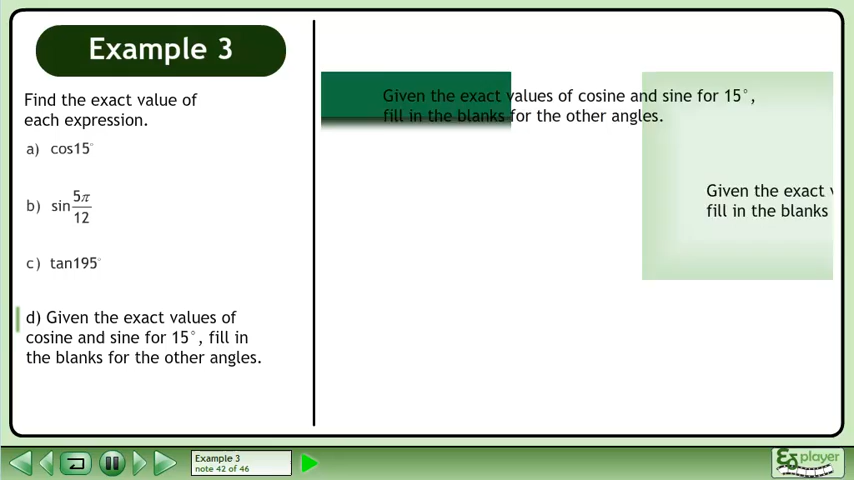 Example 3
Find the exact value of
each expression.
a) cos15°
b) sin 5π/12
c) tan195°
d) Given the exact values of
cosine and sine for 15°, fill in
the blanks for the other angles.
Given the exact values of cosine and sine for 15°,
fill in the blanks for the other angles.
Given the exact
fill in the blanks
Example 3
note 42 of 46
player